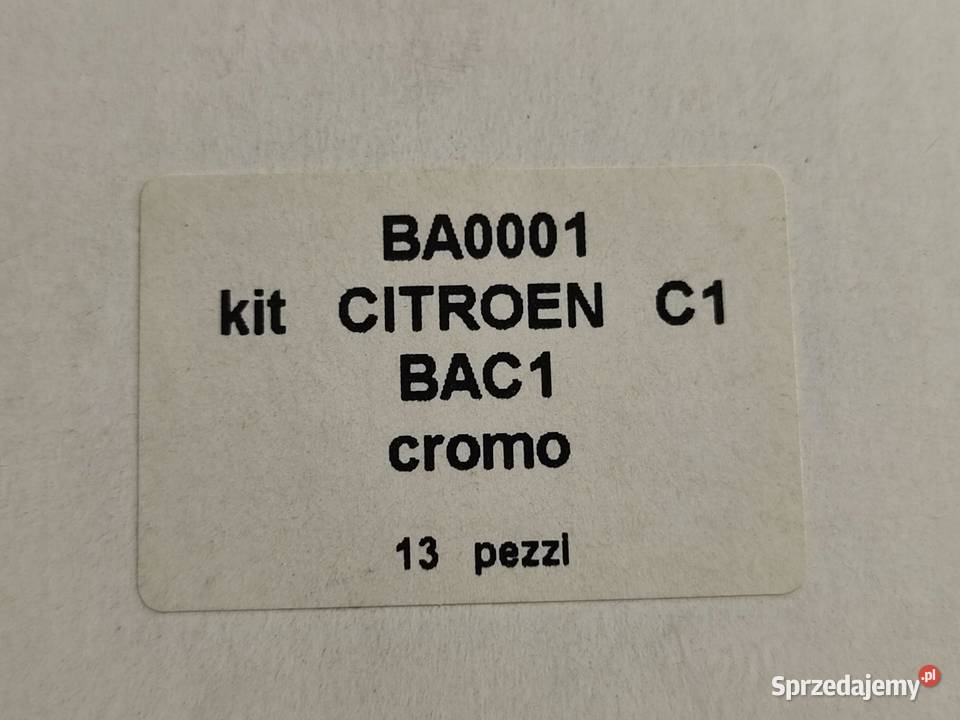 BA0001
kit CITROEN C1
BAC1
cromo
13 pezzi
Sprzedajemy.pl